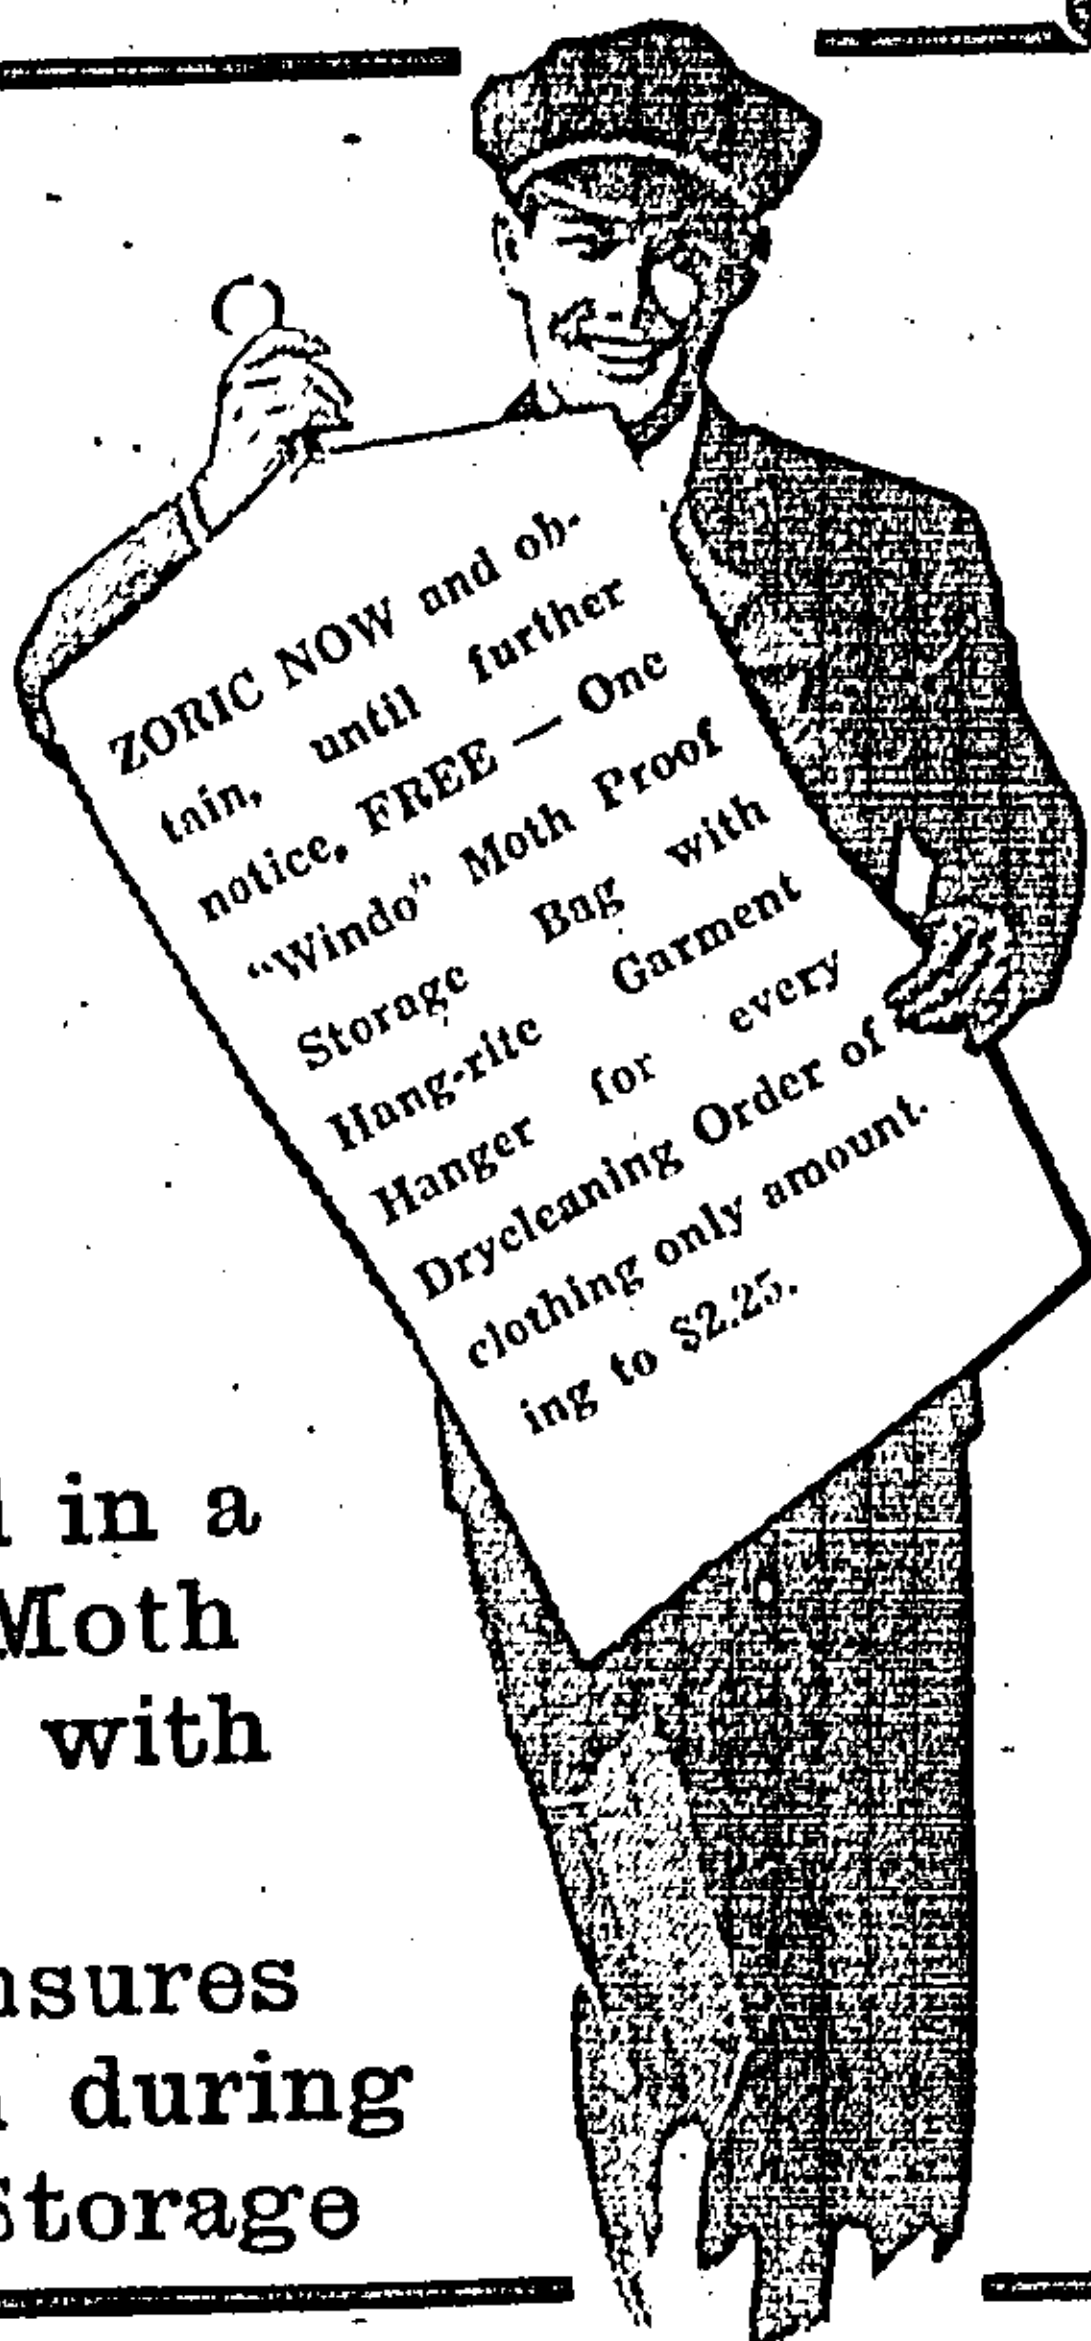 ZORIC NOW and ob-
tain, until further
notice, FREE — One
“Windo” Moth Proof
Storage Bag with
Hang-rite Garment
Hanger for every
Drycleaning Order of
clothing only amount-
ing to $2.25.
in a
Moth
with
nsures
during
Storage